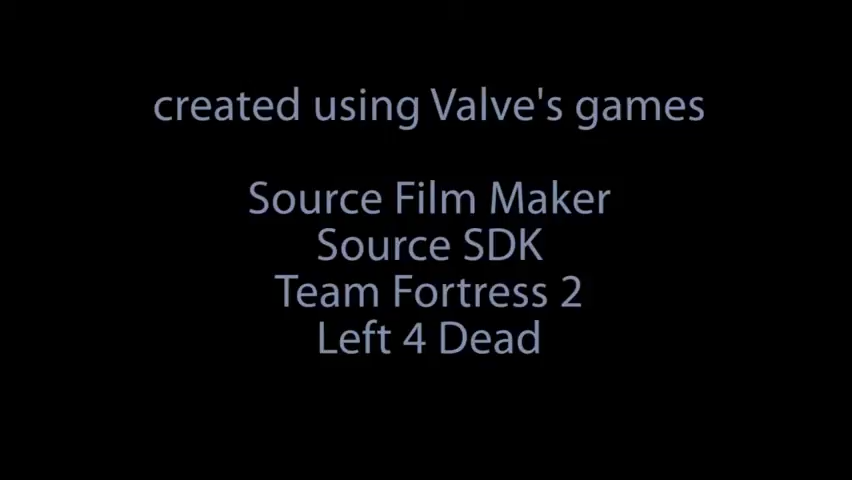 created using Valve's games
Source Film Maker
Source SDK
Team Fortress 2
Left 4 Dead